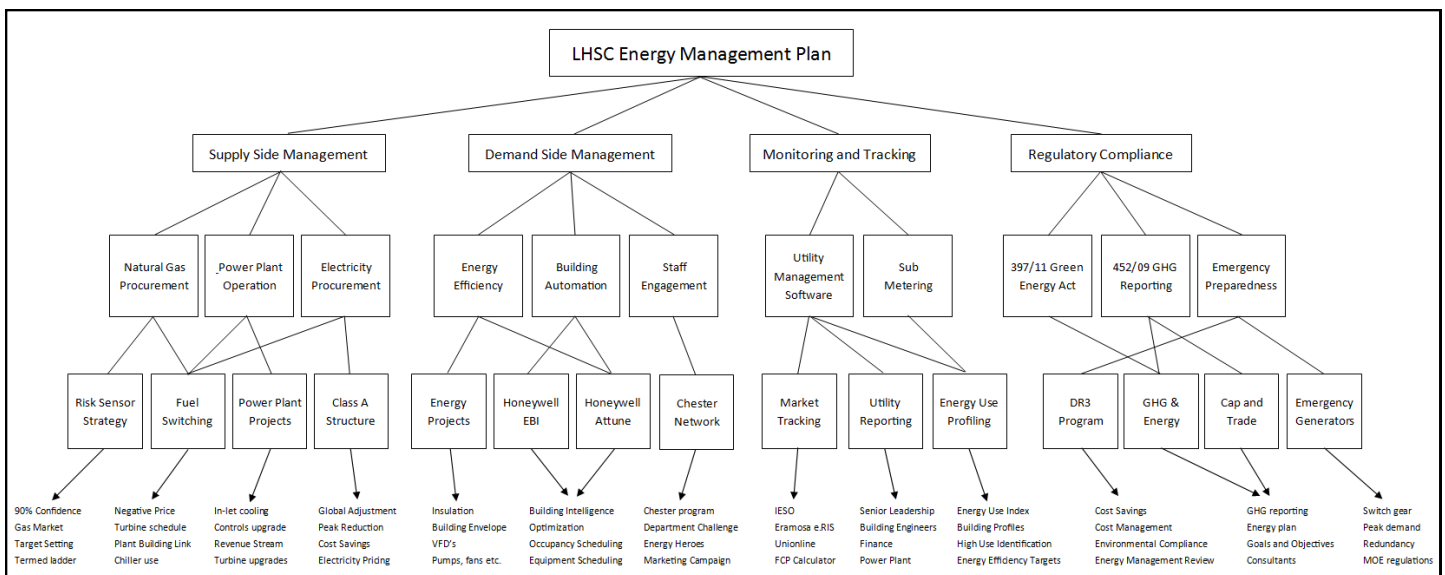 LHSC Energy Management Plan
Supply Side Management
Demand Side Management
Monitoring and Tracking
Regulatory Compliance
Natural Gas
Procurement
Power Plant
Operation
Electricity
Procurement
Energy
Efficiency
Building
Automation
Staff
Engagement
Utility
Management
Software
Sub
Metering
397/11 Green
Energy Act
452/09 GHG
Reporting
Emergency
Preparedness
Risk Sensor
Strategy
Fuel
Switching
Power Plant
Projects
Class A
Structure
Energy
Projects
Honeywell
EBI
Honeywell
Attune
Chester
Network
Market
Tracking
Utility
Reporting
Energy Use
Profiling
DR3
Program
GHG &
Energy
Cap and
Trade
Emergency
Generators
90% Confidence
Gas Market
Target Setting
Termed ladder
Negative Price
Turbine schedule
Plant Building Link
Chiller use
In-let cooling
Controls upgrade
Revenue Stream
Turbine upgrades
Global Adjustment
Peak Reduction
Cost Savings
Electricity Pricing
Insulation
Building Envelope
VFD's
Pumps, fans etc.
Building Intelligence
Optimization
Occupancy Scheduling
Equipment Scheduling
Chester program
Department Challenge
Energy Heroes
Marketing Campaign
IESO
Eramosa e.RIS
Unionline
FCP Calculator
Senior Leadership
Building Engineers
Finance
Power Plant
Energy Use Index
Building Profiles
High Use Identification
Energy Efficiency Targets
Cost Savings
Cost Management
Environmental Compliance
Energy Management Review
GHG reporting
Energy plan
Goals and Objectives
Consultants
Switch gear
Peak demand
Redundancy
MOE regulations